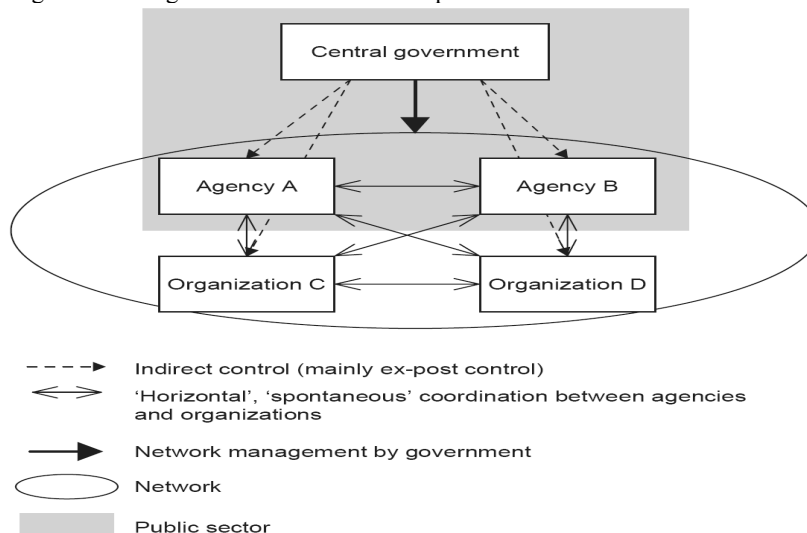 Central government
Agency A
Agency B
Organization C
Organization D
Indirect control (mainly ex-post control)
‘Horizontal’, ‘spontaneous’ coordination between agencies
and organizations
Network management by government
Network
Public sector